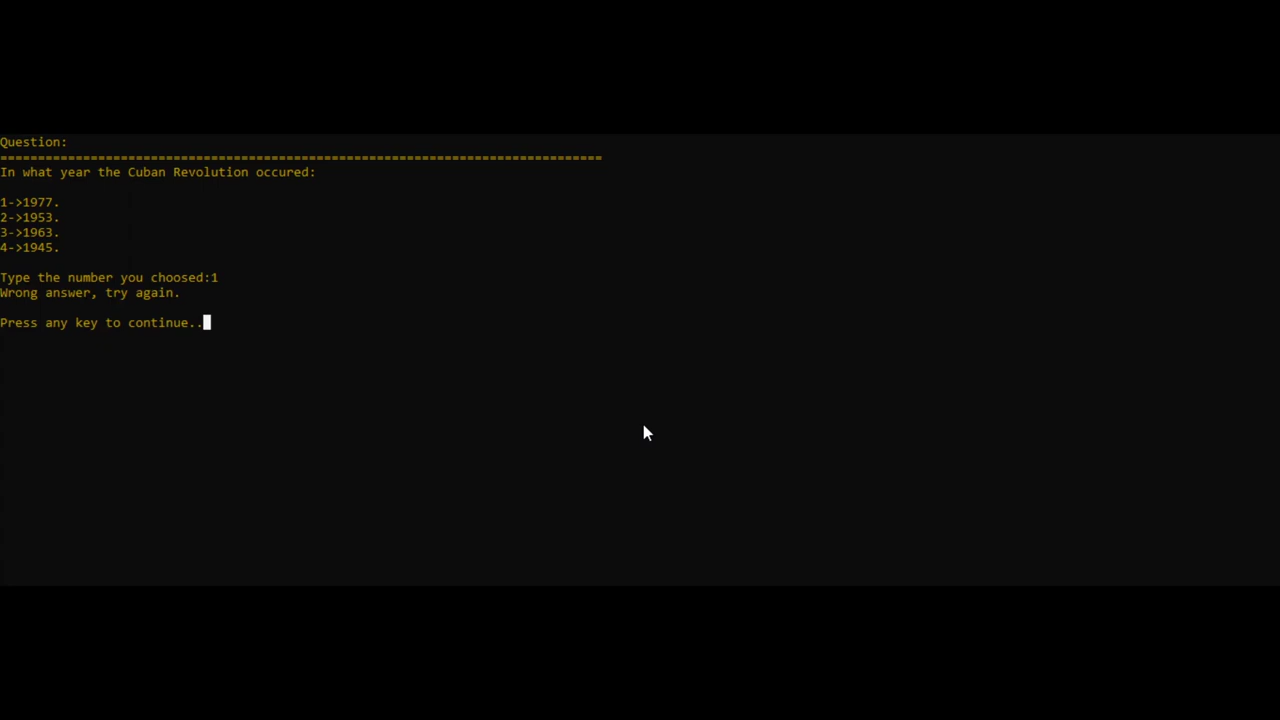 Question:
================================================================================
In what year the Cuban Revolution occured:
1->1977.
2->1953.
3->1963.
4->1945.
Type the number you choosed:1
Wrong answer, try again.
Press any key to continue..